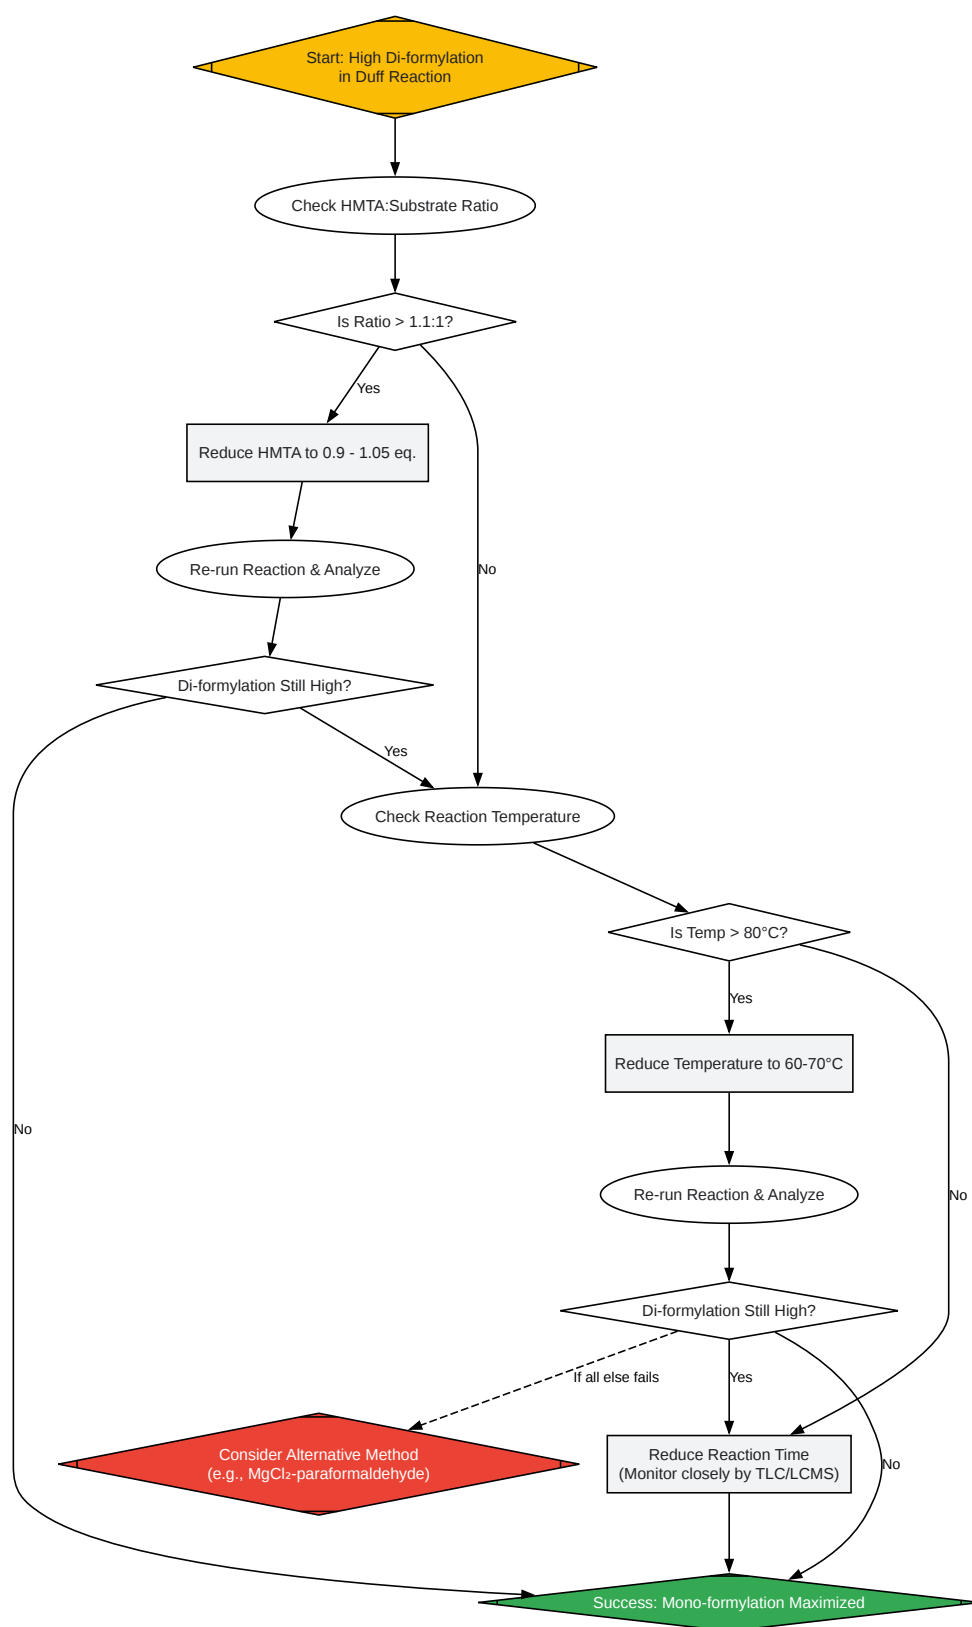 Start: High Di-formylation
in Duff Reaction
Check HMTA:Substrate Ratio
Is Ratio > 1.1:1?
Yes
Reduce HMTA to 0.9 - 1.05 eq.
Re-run Reaction & Analyze
No
Di-formylation Still High?
Yes
Check Reaction Temperature
Is Temp > 80°C?
Yes
Reduce Temperature to 60-70°C
No
Re-run Reaction & Analyze
No
Di-formylation Still High?
If all else fails
Yes
Consider Alternative Method
(e.g., MgCl₂-paraformaldehyde)
Reduce Reaction Time
(Monitor closely by TLC/LCMS)
No
Success: Mono-formylation Maximized